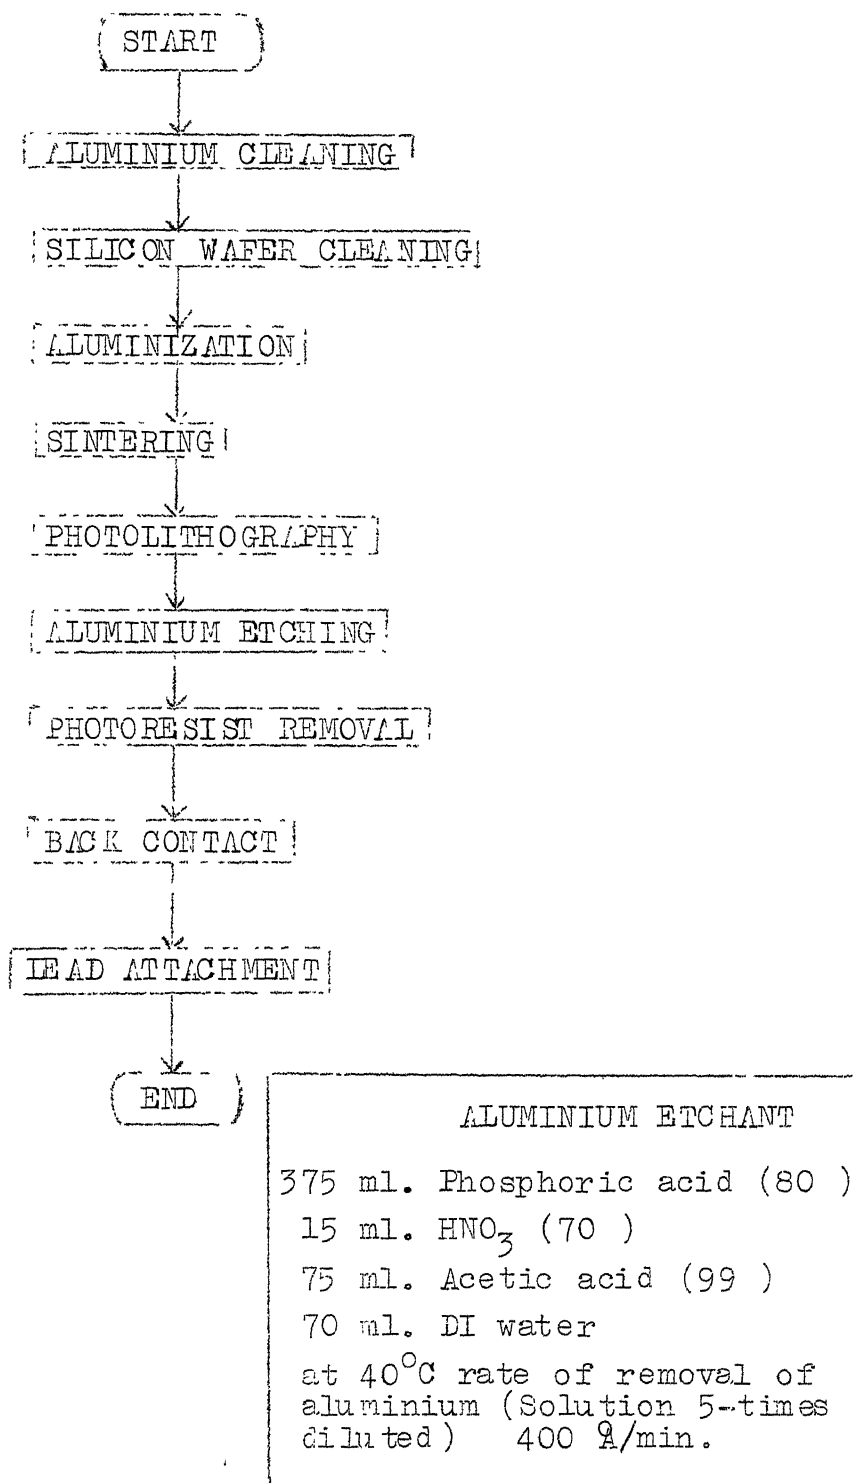 START
ALUMINIUM CLEANING
SILICON WAFER CLEANING
ALUMINIZATION
SINTERING
PHOTOLITHOGRAPHY
ALUMINIUM ETCHING
PHOTORESIST REMOVAL
BACK CONTACT
LEAD ATTACHMENT
END
ALUMINIUM ETCHANT
375 ml. Phosphoric acid (80 )
15 ml. HNO₃ (70 )
75 ml. Acetic acid (99 )
70 ml. DI water
at 40°C rate of removal of
aluminium (Solution 5-times
diluted) 400 Å/min.